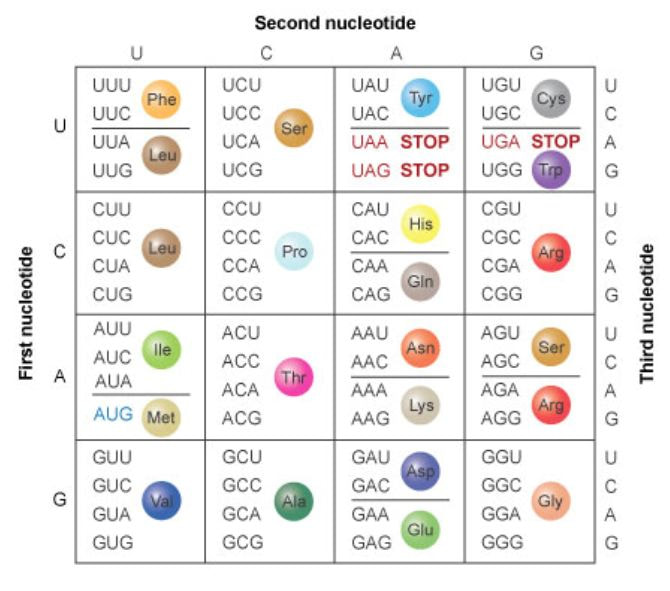 Second nucleotide
U C A G
First nucleotide
Third nucleotide
U
UUU
UUC
Phe
UUA
UUG
Leu
UCU
UCC
UCA
UCG
Ser
UAU
UAC
Tyr
UAA STOP
UAG STOP
UGU
UGC
Cys
UGA STOP
UGG Trp
U
C
A
G
C
CUU
CUC
CUA
CUG
Leu
CCU
CCC
CCA
CCG
Pro
CAU
CAC
His
CAA
CAG
Gln
CGU
CGC
CGA
CGG
Arg
U
C
A
G
A
AUU
AUC
AUA
Ile
AUG Met
ACU
ACC
ACA
ACG
Thr
AAU
AAC
Asn
AAA
AAG
Lys
AGU
AGC
Ser
AGA
AGG
Arg
U
C
A
G
G
GUU
GUC
GUA
GUG
Val
GCU
GCC
GCA
GCG
Ala
GAU
GAC
Asp
GAA
GAG
Glu
GGU
GGC
GGA
GGG
Gly
U
C
A
G